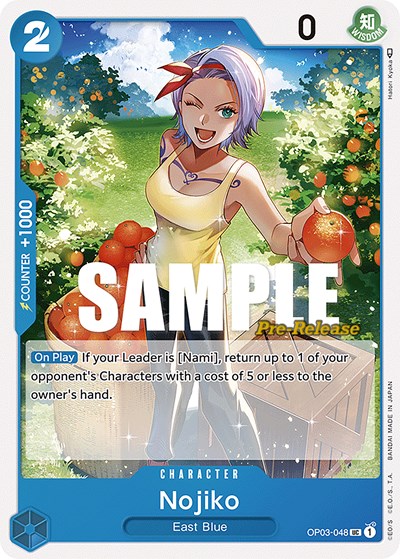 2
0
知
WISDOM
Hatori Kyoka
COUNTER +1000
SAMPLE
Pre-Release
On Play If your Leader is [Nami], return up to 1 of your
opponent's Characters with a cost of 5 or less to the
owner's hand.
©E.O/S ©E.O./S., T.A. BANDAI MADE IN JAPAN
CHARACTER
Nojiko
East Blue
OP03-048 UC 1